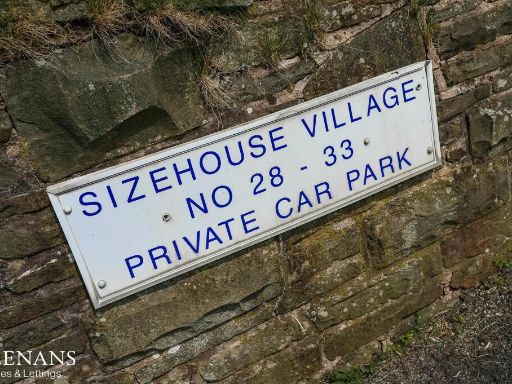 SIZEHOUSE VILLAGE
NO 28 - 33
PRIVATE CAR PARK
ENANS
es & Lettings